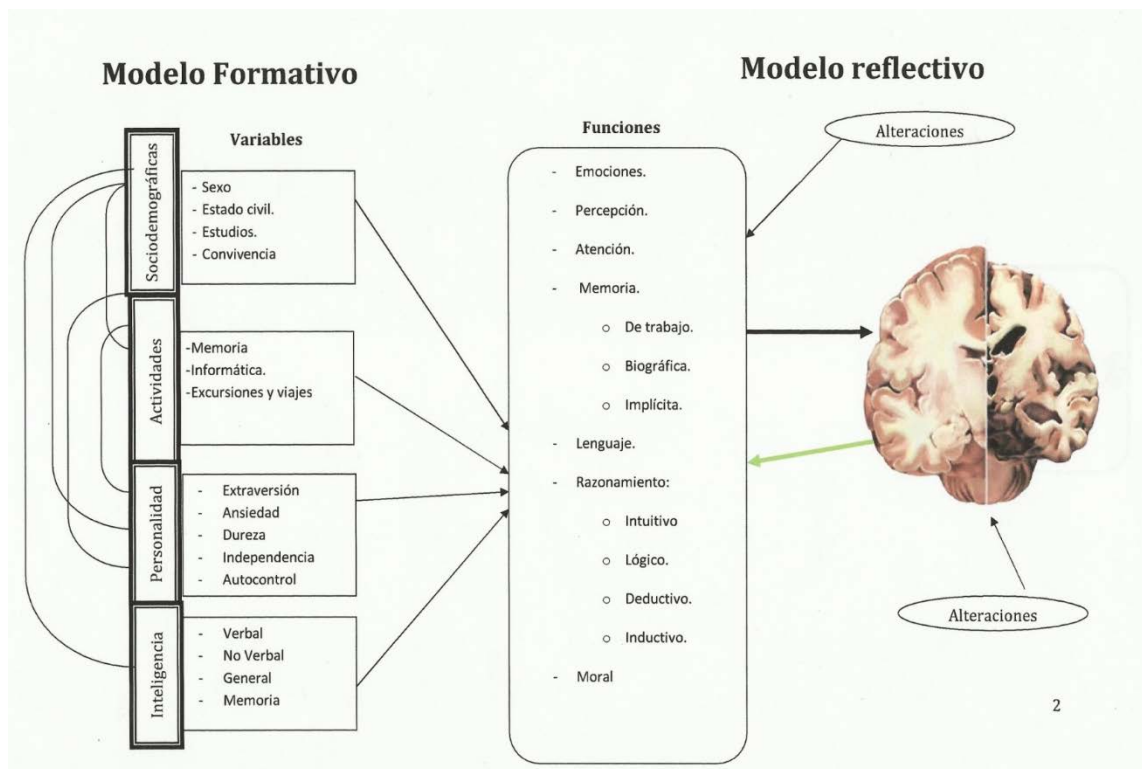 Modelo Formativo
Modelo reflectivo
Variables
Sociodemográficas
- Sexo
- Estado civil.
- Estudios.
- Convivencia
Actividades
-Memoria
-Informática.
-Excursiones y viajes
Personalidad
- Extraversión
- Ansiedad
- Dureza
- Independencia
- Autocontrol
Inteligencia
- Verbal
- No Verbal
- General
- Memoria
Funciones
- Emociones.
- Percepción.
- Atención.
- Memoria.
o De trabajo.
o Biográfica.
o Implícita.
- Lenguaje.
- Razonamiento:
o Intuitivo
o Lógico.
o Deductivo.
o Inductivo.
- Moral
Alteraciones
Alteraciones
2